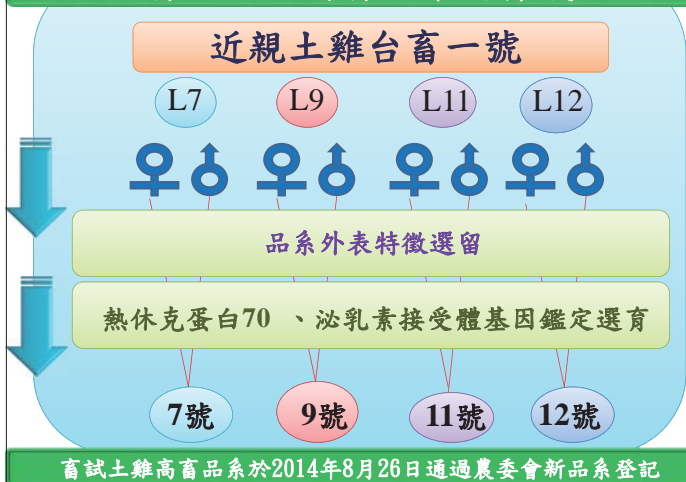 近親土雞台畜一號
L7 L9 L11 L12
品系外表特徵選留
熱休克蛋白70 、泌乳素接受體基因鑑定選育
7號 9號 11號 12號
畜試土雞高畜品系於2014年8月26日通過農委會新品系登記